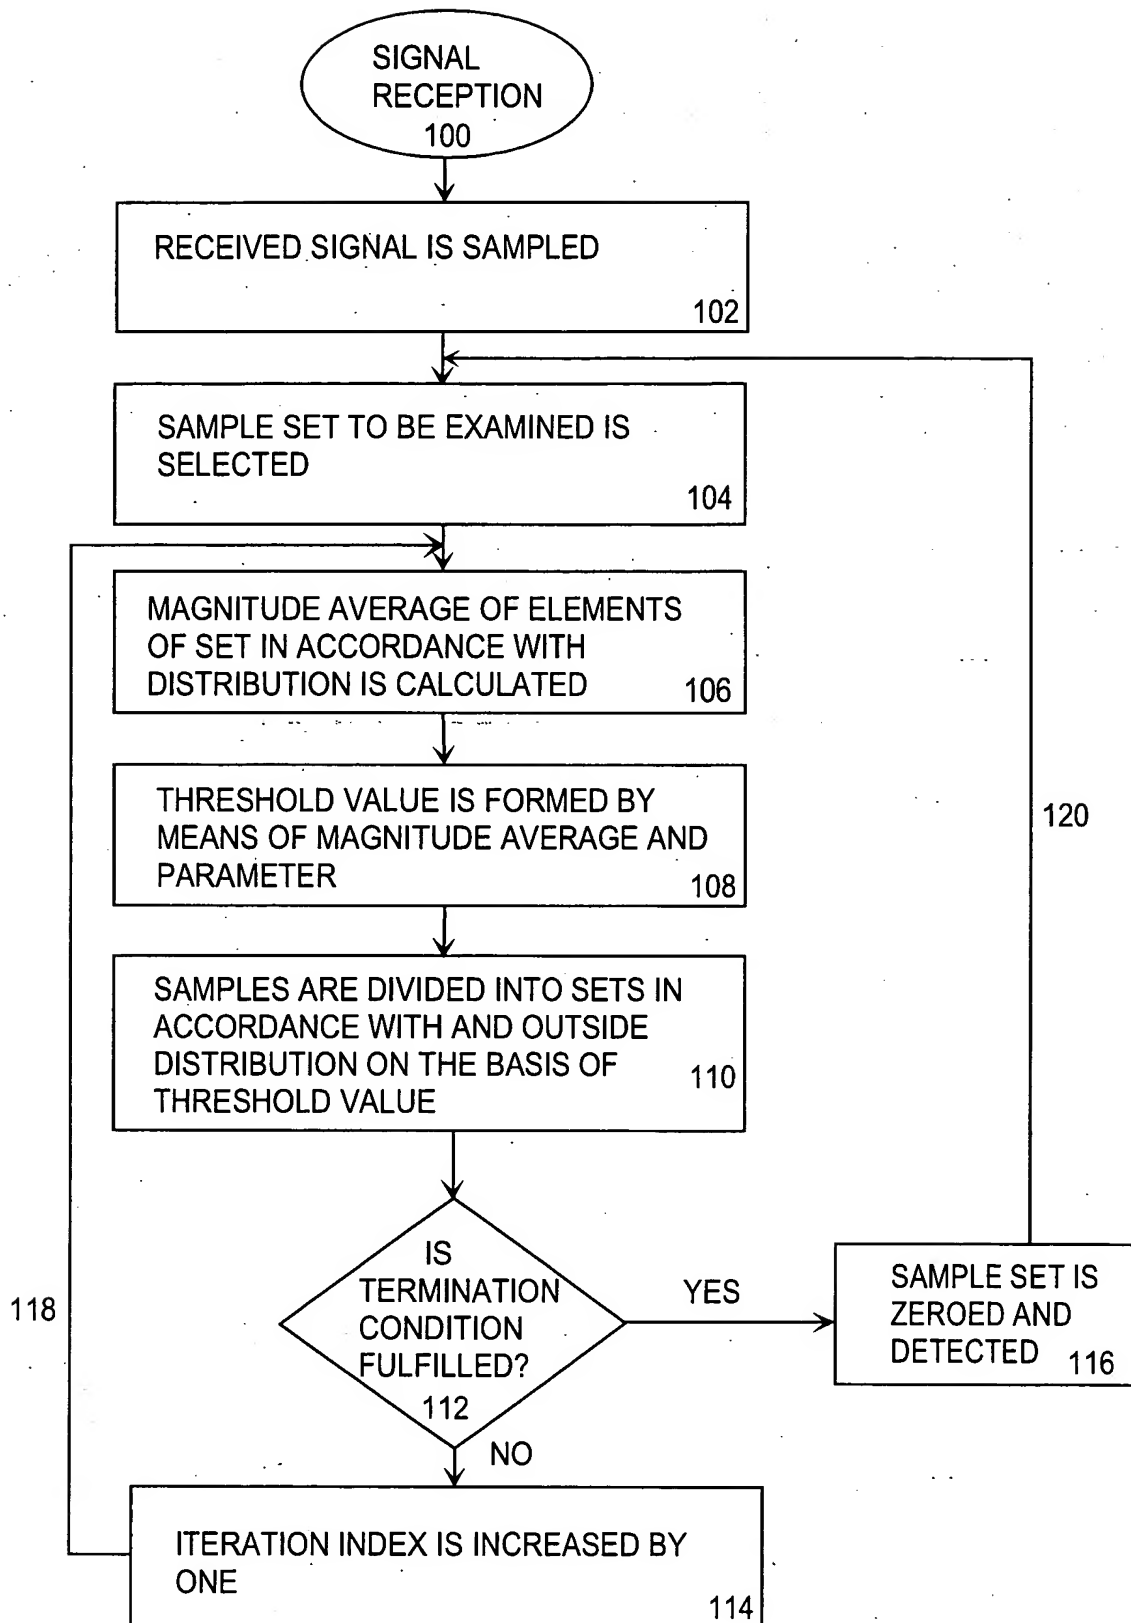 SIGNAL
RECEPTION
100
RECEIVED SIGNAL IS SAMPLED
102
SAMPLE SET TO BE EXAMINED IS
SELECTED
104
MAGNITUDE AVERAGE OF ELEMENTS
OF SET IN ACCORDANCE WITH
DISTRIBUTION IS CALCULATED
106
THRESHOLD VALUE IS FORMED BY
MEANS OF MAGNITUDE AVERAGE AND
PARAMETER
108
120
SAMPLES ARE DIVIDED INTO SETS IN
ACCORDANCE WITH AND OUTSIDE
DISTRIBUTION ON THE BASIS OF
THRESHOLD VALUE
110
IS
TERMINATION
CONDITION
FULFILLED?
112
YES
SAMPLE SET IS
ZEROED AND
DETECTED
116
118
NO
ITERATION INDEX IS INCREASED BY
ONE
114